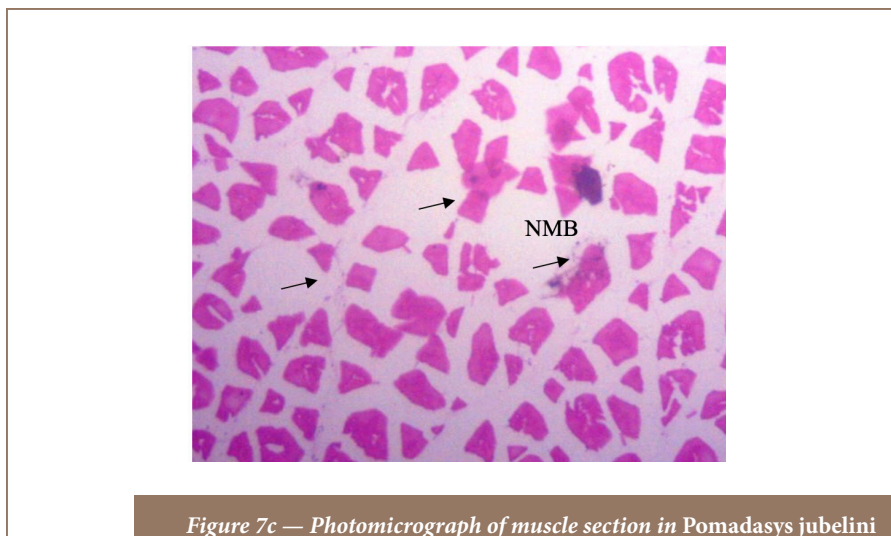 NMB
Figure 7c — Photomicrograph of muscle section in Pomadasys jubelini